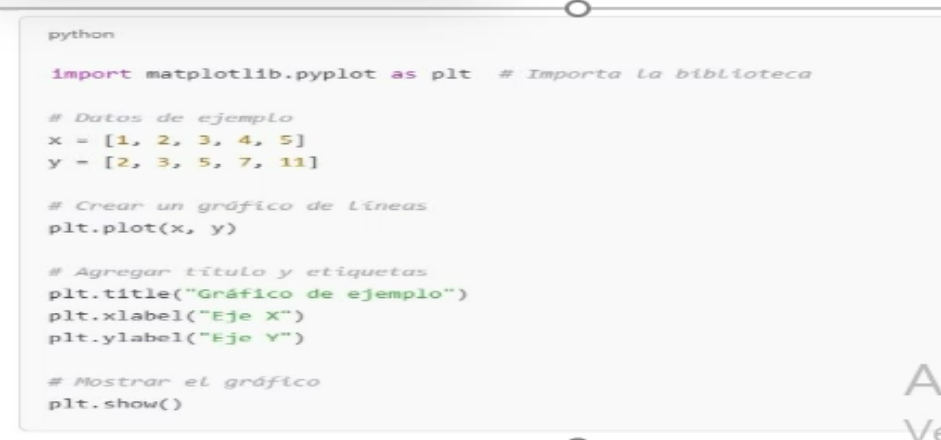 python
import matplotlib.pyplot as plt  # Importa la biblioteca
# Datos de ejemplo
x = [1, 2, 3, 4, 5]
y = [2, 3, 5, 7, 11]
# Crear un gráfico de líneas
plt.plot(x, y)
# Agregar título y etiquetas
plt.title("Gráfico de ejemplo")
plt.xlabel("Eje X")
plt.ylabel("Eje Y")
# Mostrar el gráfico
plt.show()